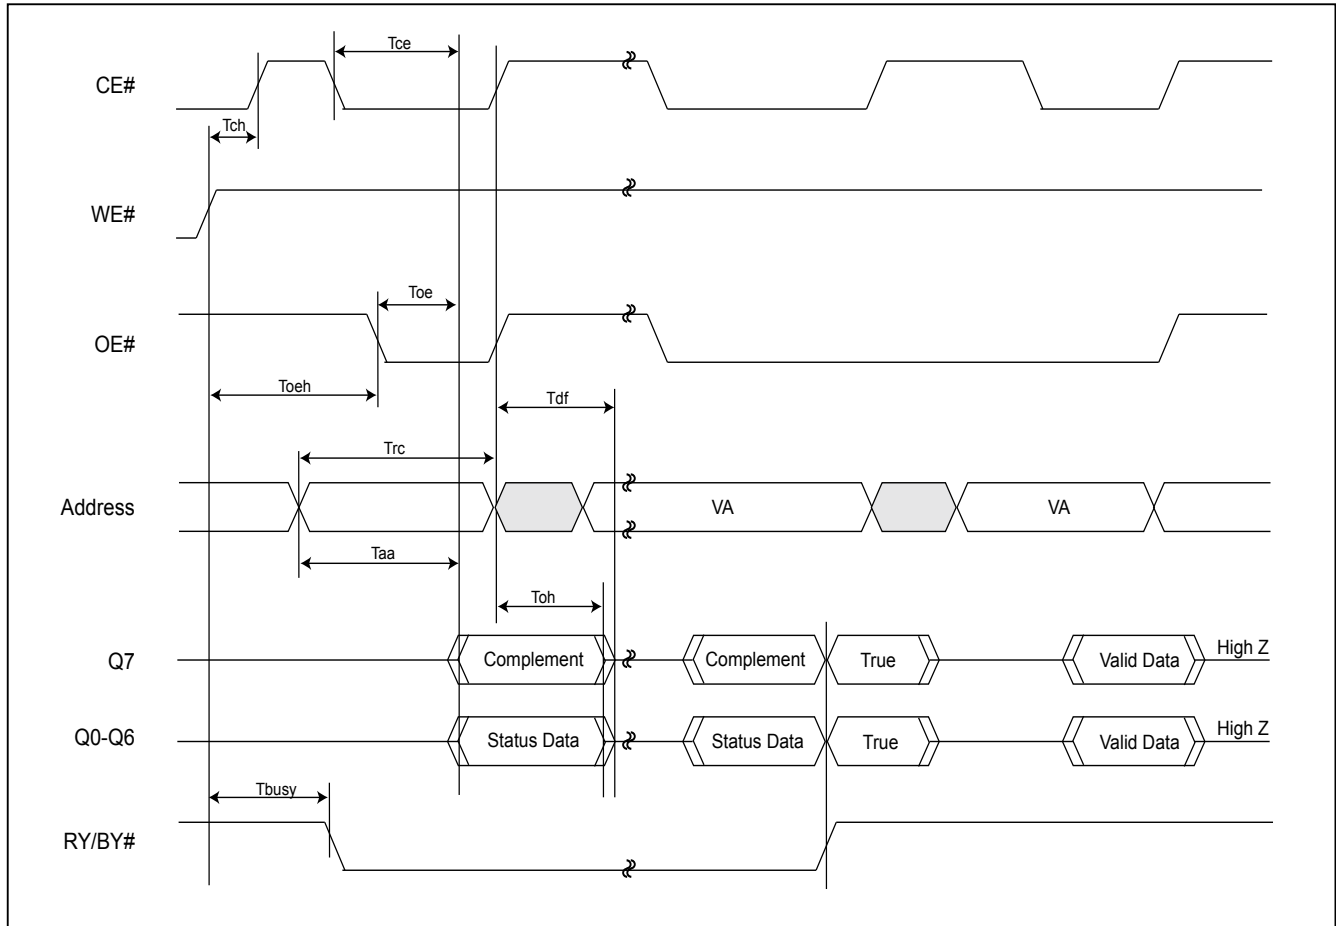 Tce
CE#
Tch
WE#
Toe
OE#
Toeh
Tdf
Trc
Address
VA
VA
Taa
Toh
Q7
Complement
Complement
True
Valid Data
High Z
Q0-Q6
Status Data
Status Data
True
Valid Data
High Z
Tbusy
RY/BY#